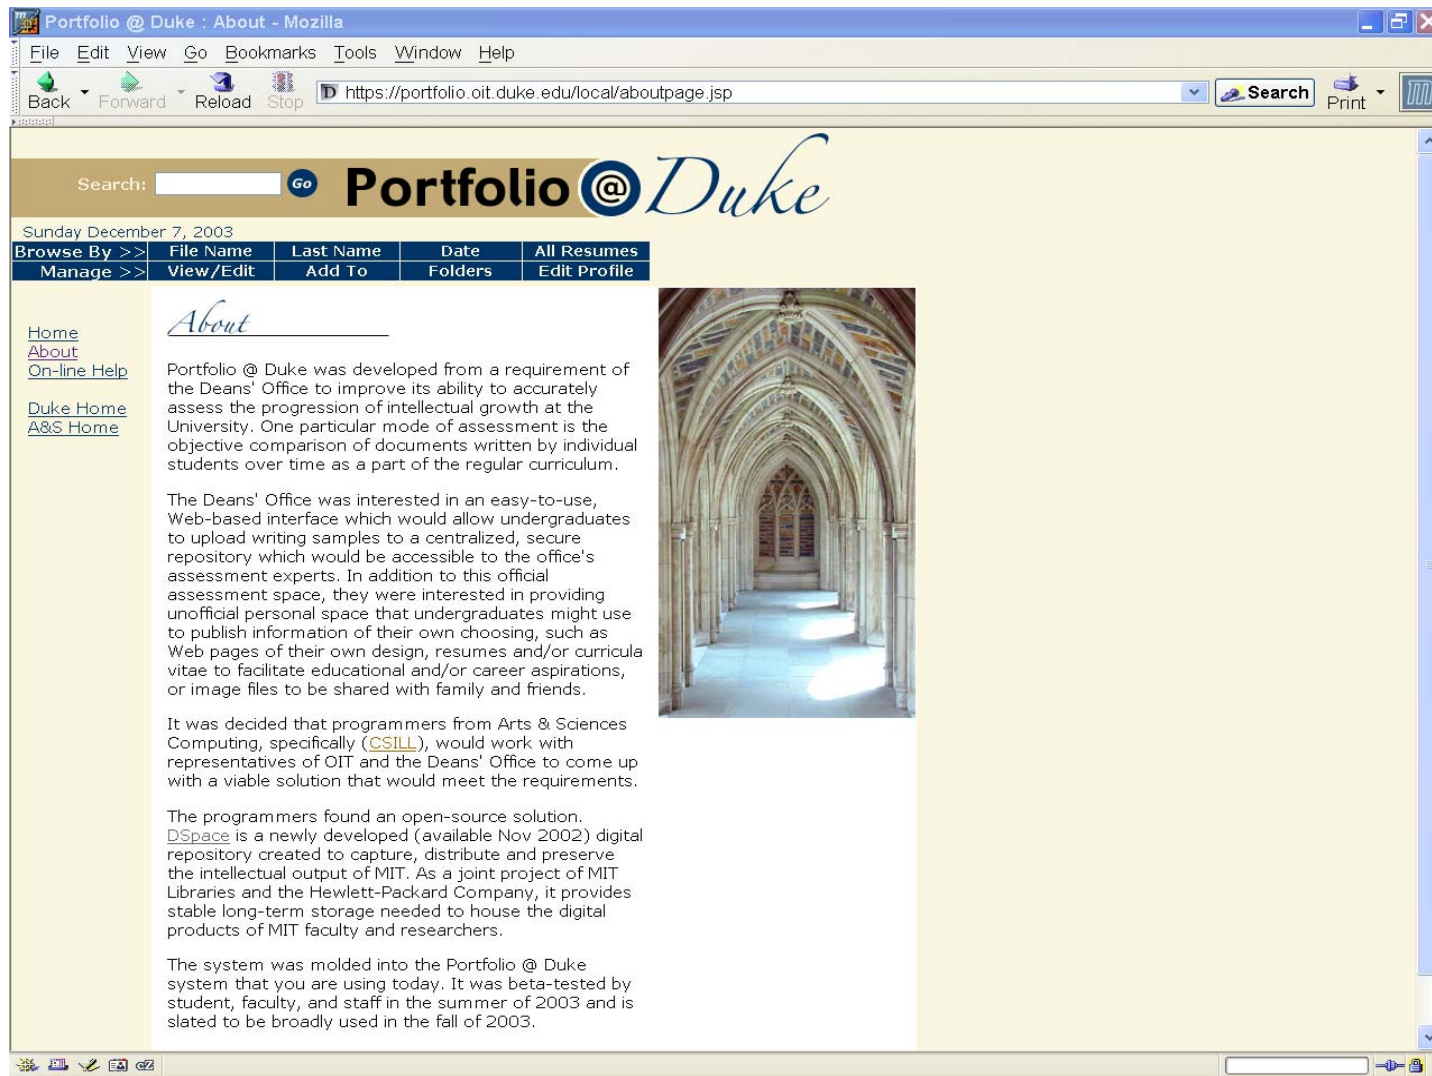 Portfolio @ Duke : About - Mozilla
File Edit View Go Bookmarks Tools Window Help
Back Forward Reload Stop https://portfolio.oit.duke.edu/local/aboutpage.jsp Search Print
Search: Go Portfolio @ Duke
Sunday December 7, 2003
Browse By >> File Name Last Name Date All Resumes
Manage >> View/Edit Add To Folders Edit Profile
Home
About
On-line Help
Duke Home
A&S Home
About
Portfolio @ Duke was developed from a requirement of
the Deans' Office to improve its ability to accurately
assess the progression of intellectual growth at the
University. One particular mode of assessment is the
objective comparison of documents written by individual
students over time as a part of the regular curriculum.
The Deans' Office was interested in an easy-to-use,
Web-based interface which would allow undergraduates
to upload writing samples to a centralized, secure
repository which would be accessible to the office's
assessment experts. In addition to this official
assessment space, they were interested in providing
unofficial personal space that undergraduates might use
to publish information of their own choosing, such as
Web pages of their own design, resumes and/or curricula
vitae to facilitate educational and/or career aspirations,
or image files to be shared with family and friends.
It was decided that programmers from Arts & Sciences
Computing, specifically (CSILL), would work with
representatives of OIT and the Deans' Office to come up
with a viable solution that would meet the requirements.
The programmers found an open-source solution.
DSpace is a newly developed (available Nov 2002) digital
repository created to capture, distribute and preserve
the intellectual output of MIT. As a joint project of MIT
Libraries and the Hewlett-Packard Company, it provides
stable long-term storage needed to house the digital
products of MIT faculty and researchers.
The system was molded into the Portfolio @ Duke
system that you are using today. It was beta-tested by
student, faculty, and staff in the summer of 2003 and is
slated to be broadly used in the fall of 2003.